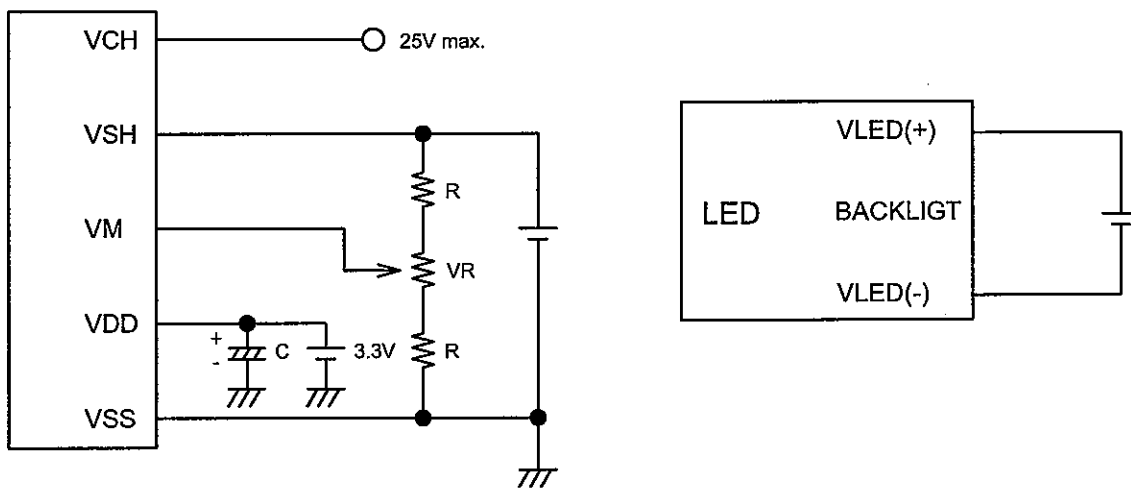 VCH
25V max.
VSH
R
VM
VR
VDD
+
-
C
3.3V
R
VSS
VLED(+)
LED
BACKLIGT
VLED(-)